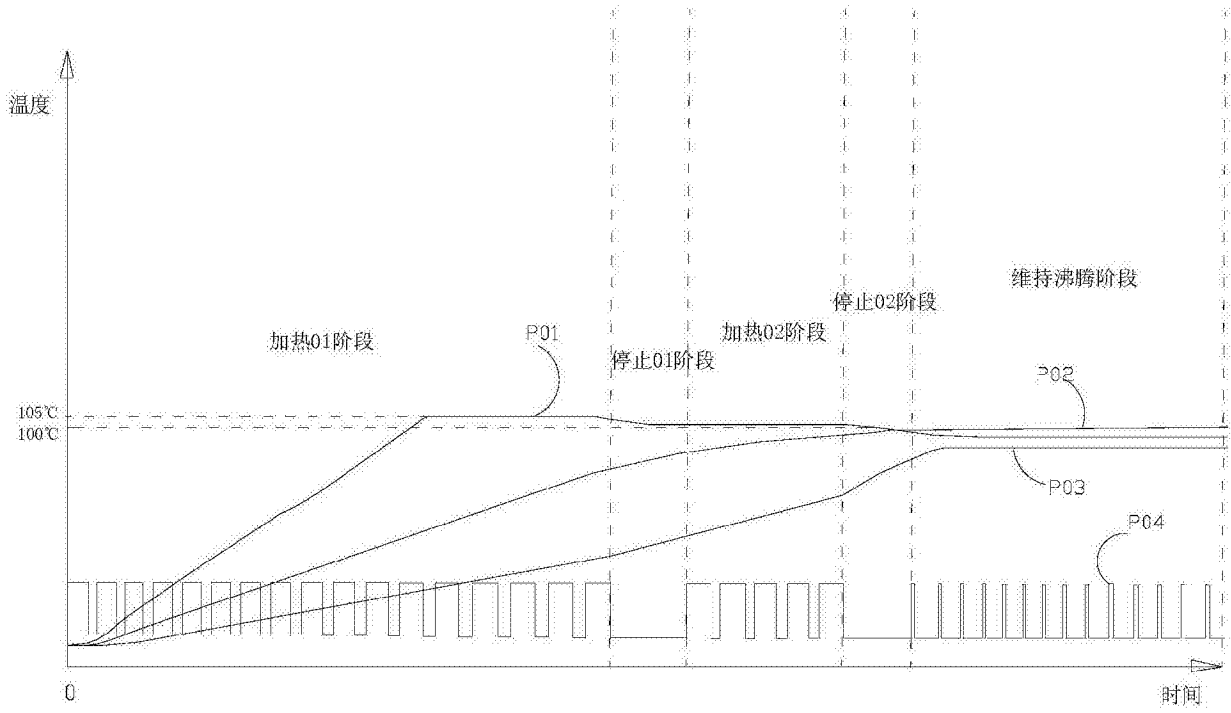 温度
维持沸腾阶段
停止02阶段
加热01阶段
P01
加热02阶段
停止01阶段
P02
105℃
100℃
P03
P04
0
时间